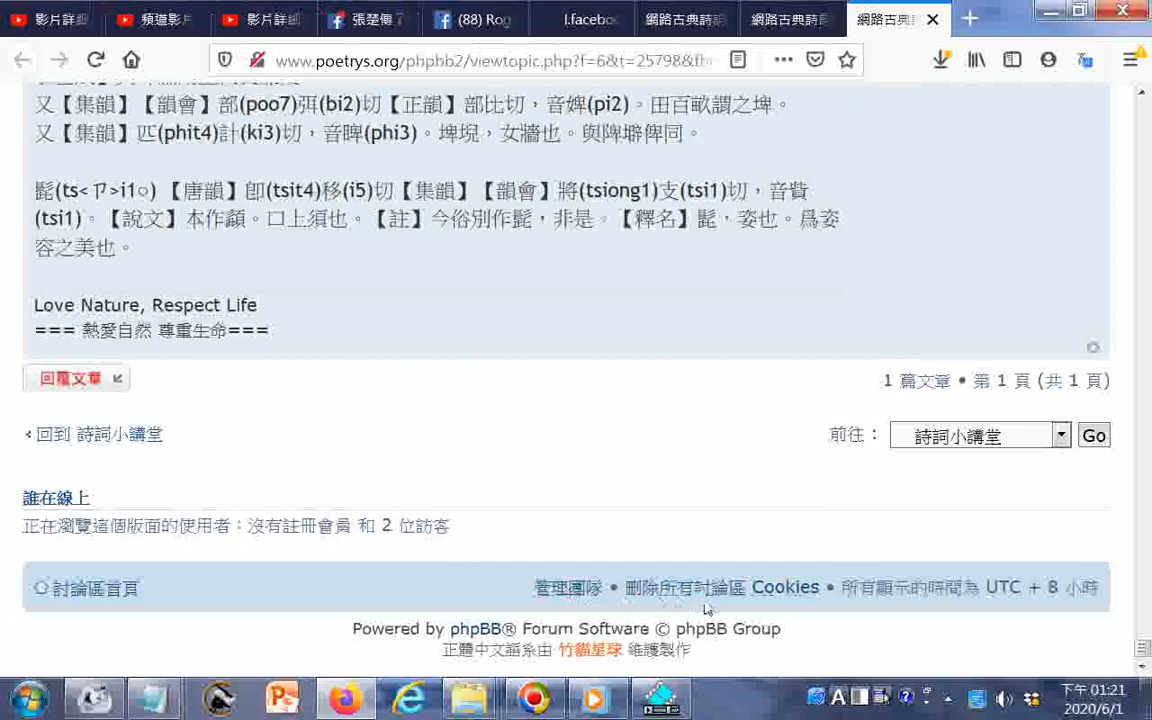 影片詳細
頻道影片
影片詳細
張楚傳
(88) Rog
l.facebo
網路古典詩詞
網路古典詩詞
網路古典詩
www.poetrys.org/phpbb2/viewtopic.php?f=6&t=25798&
又【集韻】【韻會】部(poo7)弭(bi2)切【正韻】部比切，音婢(pi2)。田百畝謂之埤。
又【集韻】匹(phit4)計(ki3)切，音睥(phi3)。埤堄，女牆也。與陴壀俾同。
髭(ts<ㄗ>i1○) 【唐韻】卽(tsit4)移(i5)切【集韻】【韻會】將(tsiong1)支(tsi1)切，音貲
(tsi1)。【說文】本作頿。口上須也。【註】今俗別作髭，非是。【釋名】髭，姿也。爲姿
容之美也。
Love Nature, Respect Life
=== 熱愛自然 尊重生命===
回覆文章
1 篇文章 • 第 1 頁 (共 1 頁)
‹ 回到 詩詞小講堂
前往： 詩詞小講堂 Go
誰在線上
正在瀏覽這個版面的使用者：沒有註冊會員 和 2 位訪客
討論區首頁
管理團隊 • 刪除所有討論區 Cookies • 所有顯示的時間為 UTC + 8 小時
Powered by phpBB® Forum Software © phpBB Group
正體中文語系由 竹貓星球 維護製作
下午 01:21
2020/6/1